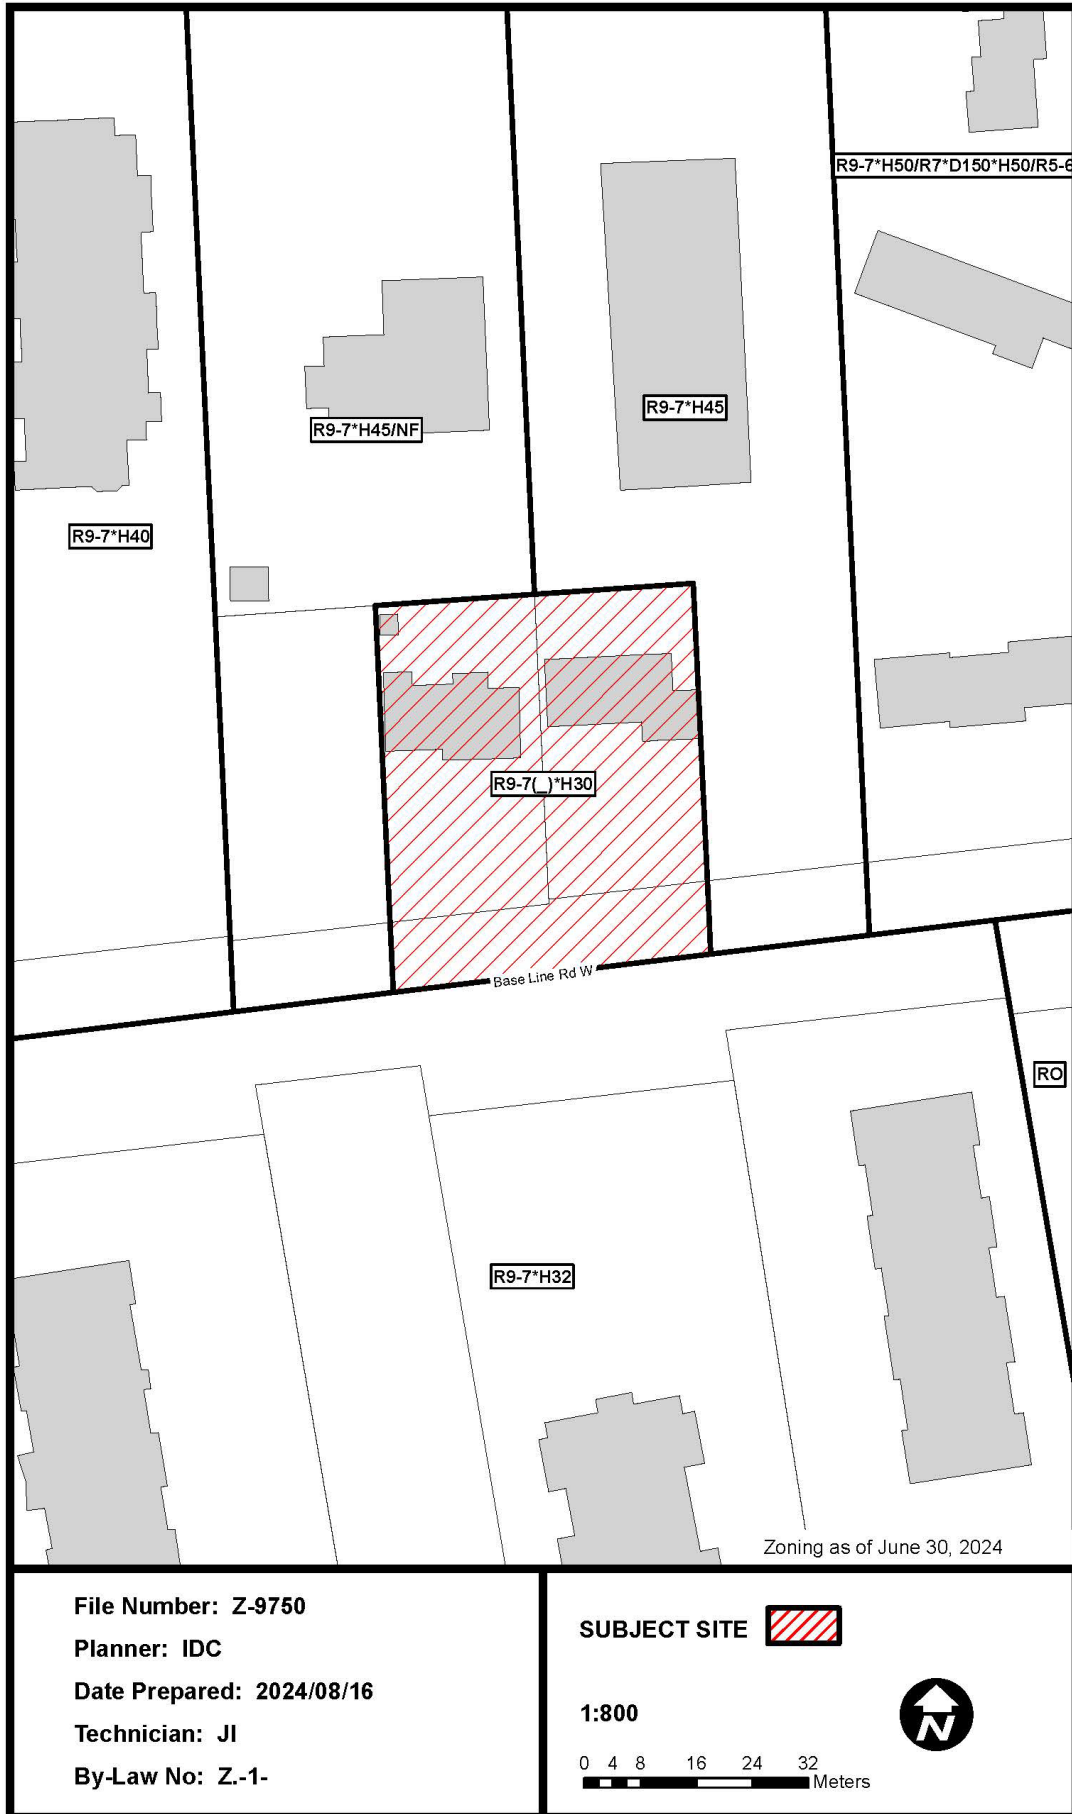 R9-7*H50/R7*D150*H50/R5-6
R9-7*H45
R9-7*H45/NF
R9-7*H40
R9-7(_)*H30
Base Line Rd W
RO
R9-7*H32
Zoning as of June 30, 2024
File Number: Z-9750
Planner: IDC
Date Prepared: 2024/08/16
Technician: JI
By-Law No: Z.-1-
SUBJECT SITE
1:800
N
0 4 8 16 24 32
Meters